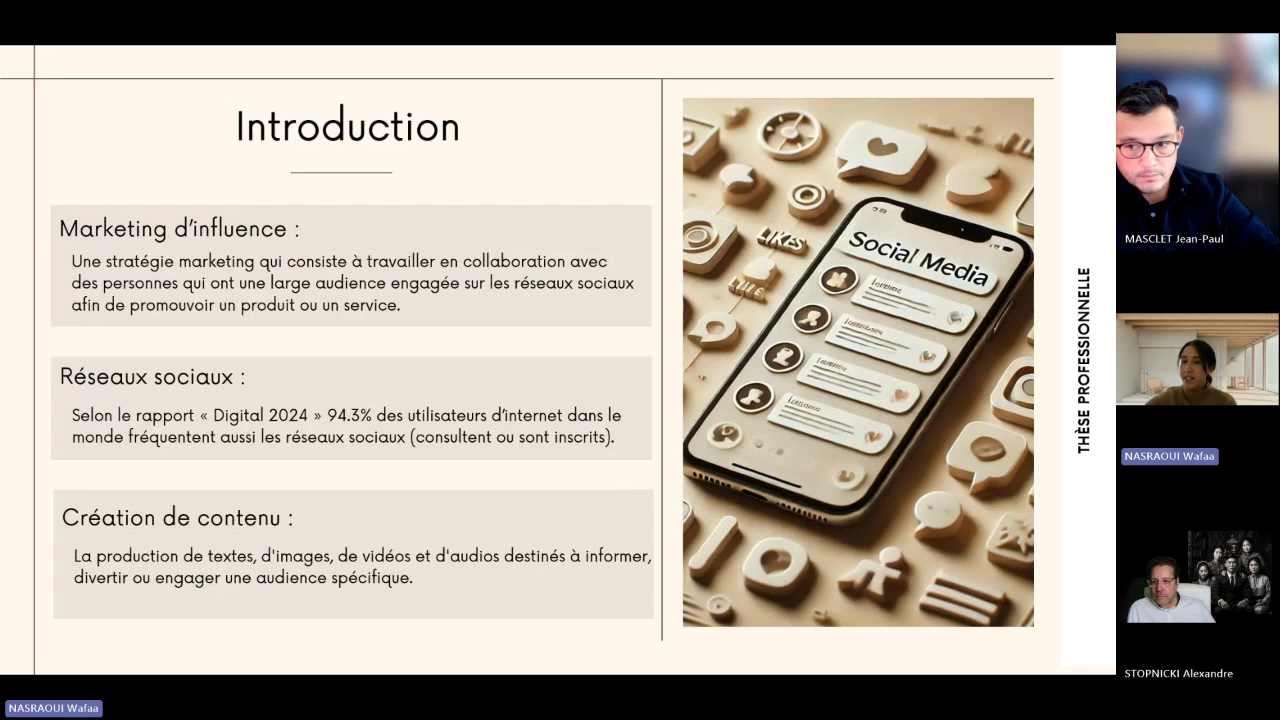 Introduction
Marketing d'influence :
Une stratégie marketing qui consiste à travailler en collaboration avec
des personnes qui ont une large audience engagée sur les réseaux sociaux
afin de promouvoir un produit ou un service.
Réseaux sociaux :
Selon le rapport « Digital 2024 » 94.3% des utilisateurs d'internet dans le
monde fréquentent aussi les réseaux sociaux (consultent ou sont inscrits).
Création de contenu :
La production de textes, d'images, de vidéos et d'audios destinés à informer,
divertir ou engager une audience spécifique.
LIKES
LIKE
Social Media
THÈSE PROFESSIONNELLE
MASCLET Jean-Paul
NASRAOUI Wafaa
STOPNICKI Alexandre
NASRAOUI Wafaa